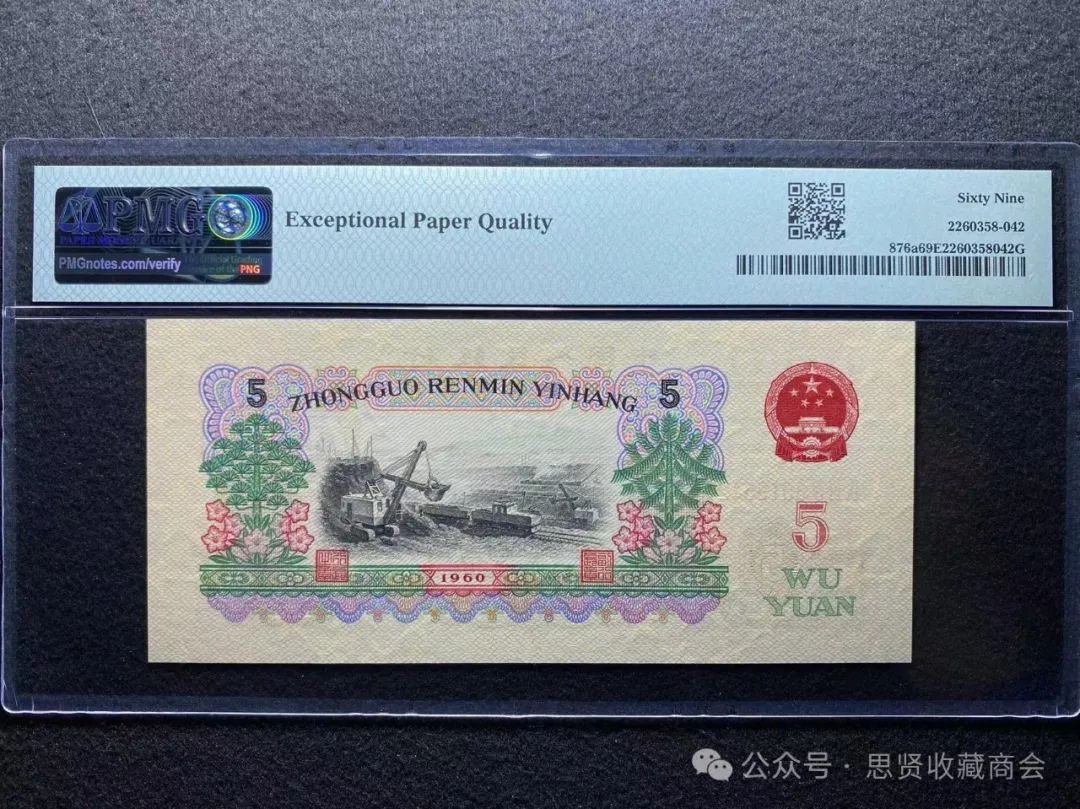 PMG
PMGnotes.com/verify
PNG
Exceptional Paper Quality
Sixty Nine
2260358-042
876a69E2260358042G
5
ZHONGGUO RENMIN YINHANG
5
1960
5
WU
YUAN
公众号 · 思贤收藏商会